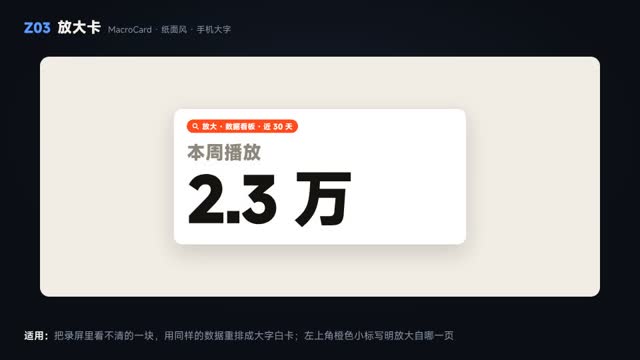 Z03 放大卡 MacroCard · 纸面风 · 手机大字
放大 · 数据看板 · 近 30 天
本周播放
2.3 万
适用：把录屏里看不清的一块，用同样的数据重排成大字白卡；左上角橙色小标写明放大自哪一页